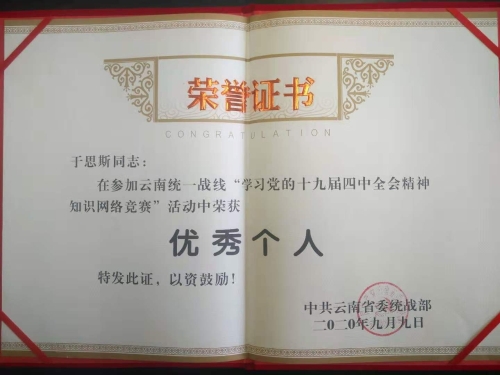 荣誉证书
CONGRATULATION
于思斯同志：
在参加云南统一战线“学习党的十九届四中全会精神
知识网络竞赛”活动中荣获
优秀个人
特发此证，以资鼓励！
中共云南省委统战部
二〇二〇年九月九日